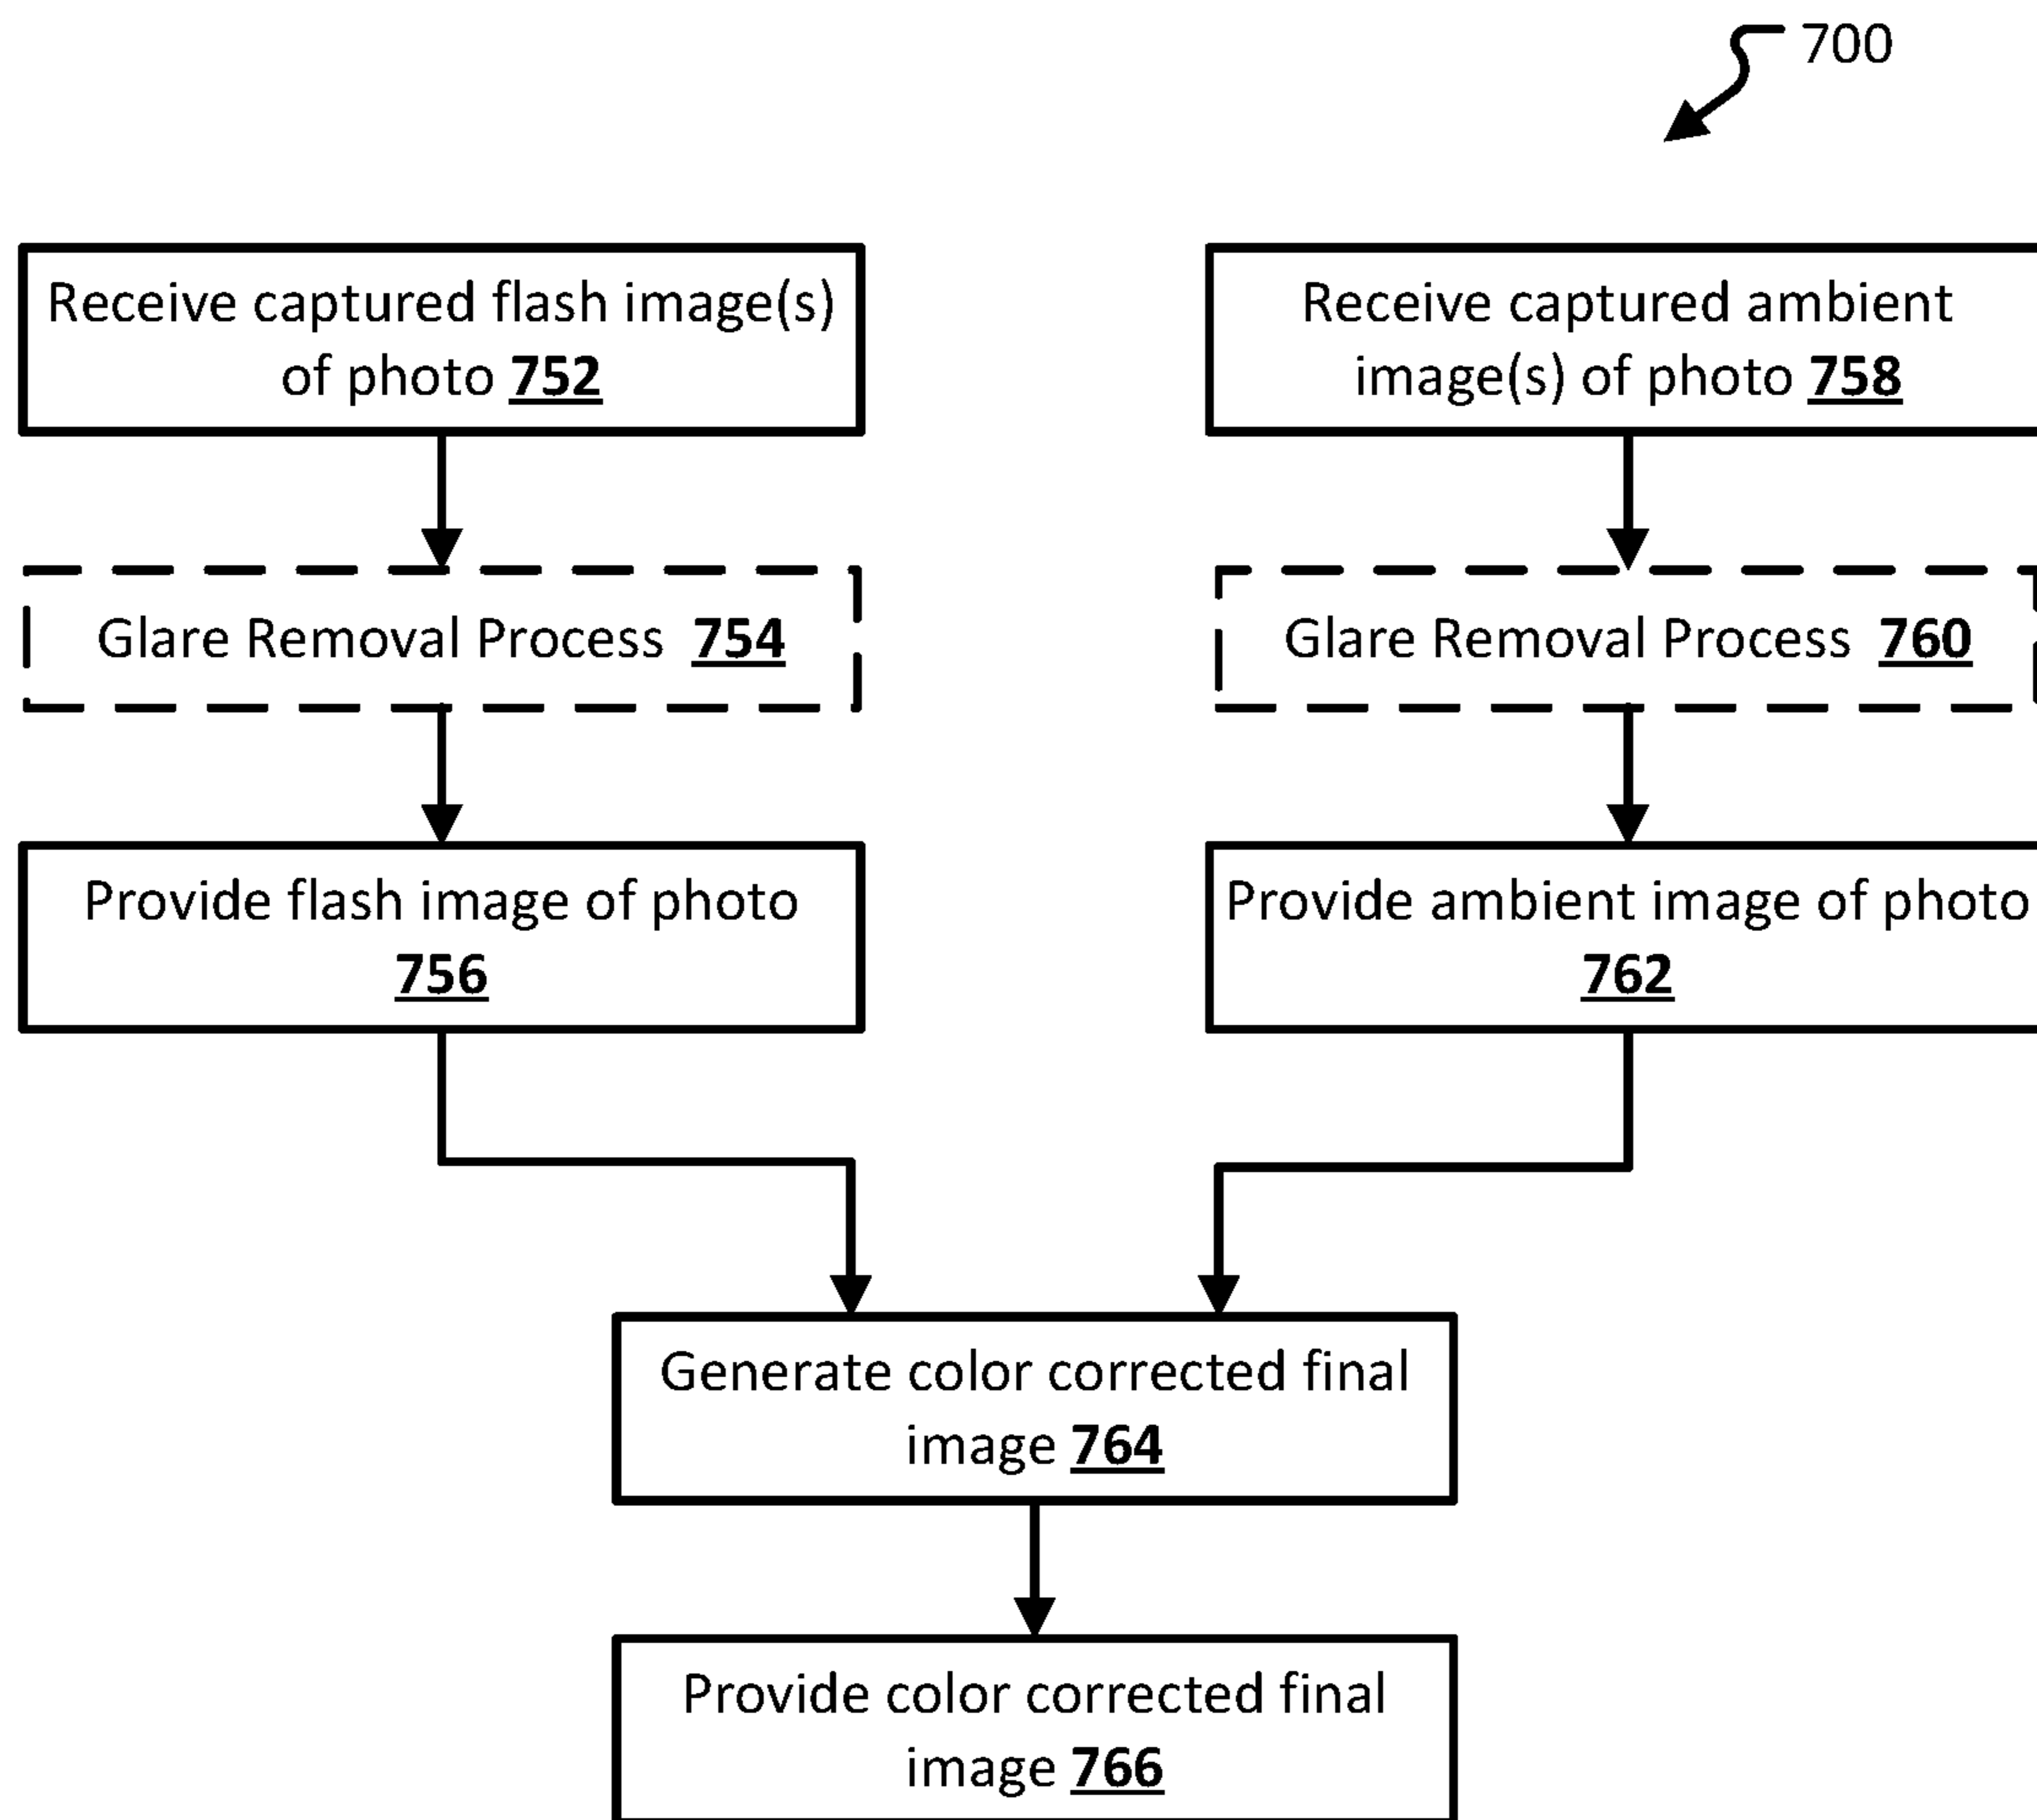 700
Receive captured flash image(s)
of photo 752
Receive captured ambient
image(s) of photo 758
Glare Removal Process 754
Glare Removal Process 760
Provide flash image of photo
756
Provide ambient image of photo
762
Generate color corrected final
image 764
Provide color corrected final
image 766